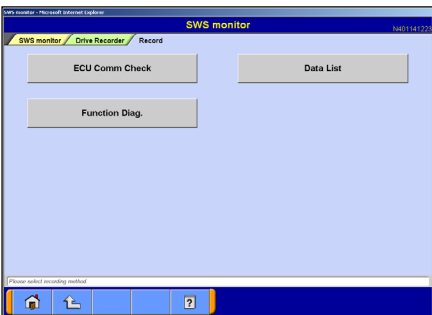 SWS monitor - Microsoft Internet Explorer
SWS monitor
N401141223
SWS monitor Drive Recorder Record
ECU Comm Check Data List
Function Diag.
Please select recording method
?